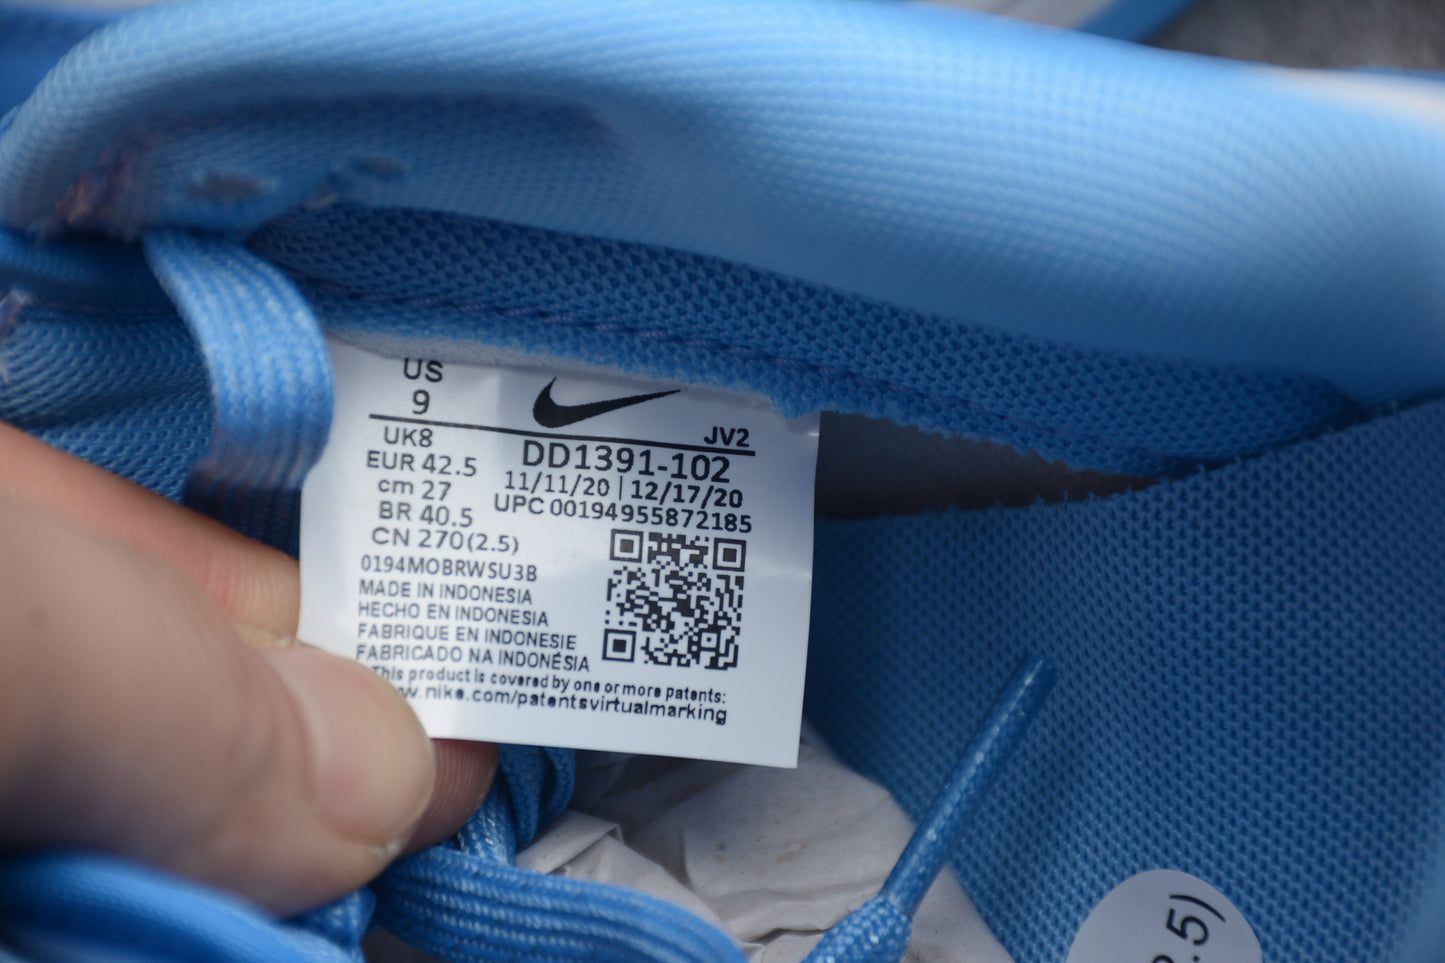 US
9
JV2
UK8
EUR 42.5
cm 27
BR 40.5
CN 270(2.5)
DD1391-102
11/11/20 | 12/17/20
UPC 00194955872185
0194MOBRWSU3B
MADE IN INDONESIA
HECHO EN INDONESIA
FABRIQUE EN INDONESIE
FABRICADO NA INDONÉSIA
This product is covered by one or more patents:
.nike.com/patentsvirtualmarking
.5)